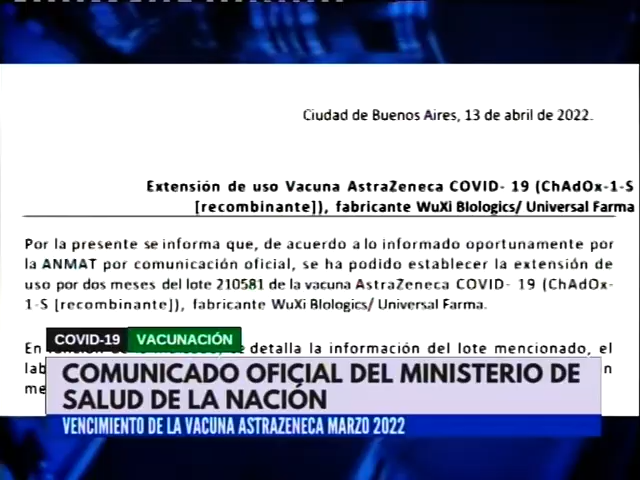 Ciudad de Buenos Aires, 13 de abril de 2022.
Extensión de uso Vacuna AstraZeneca COVID- 19 (ChAdOx-1-S
[recombinante]), fabricante WuXi Blologics/ Universal Farma
Por la presente se informa que, de acuerdo a lo informado oportunamente por
la ANMAT por comunicación oficial, se ha podido establecer la extensión de
uso por dos meses del lote 210581 de la vacuna AstraZeneca COVID- 19 (ChAdOx-
1-S [recombinante]), fabricante WuXi Blologics/ Universal Farma.
En detalla la información del lote mencionado, el
COVID-19 VACUNACIÓN
COMUNICADO OFICIAL DEL MINISTERIO DE
SALUD DE LA NACIÓN
VENCIMIENTO DE LA VACUNA ASTRAZENECA MARZO 2022